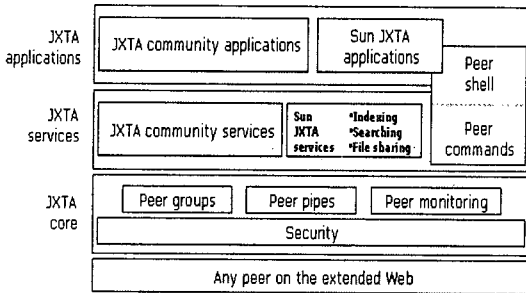 JXTA
applications
JXTA community applications
Sun JXTA
applications
Peer
shell
JXTA
services
JXTA community services
Sun
JXTA
services
*Indexing
*Searching
*File sharing
Peer
commands
JXTA
core
Peer groups
Peer pipes
Peer monitoring
Security
Any peer on the extended Web